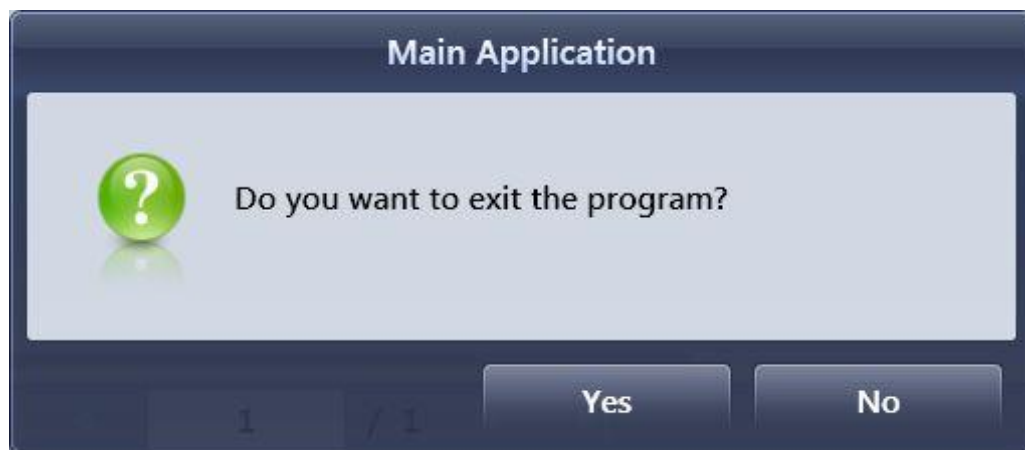 Main Application
?
Do you want to exit the program?
Yes No
1 / 1